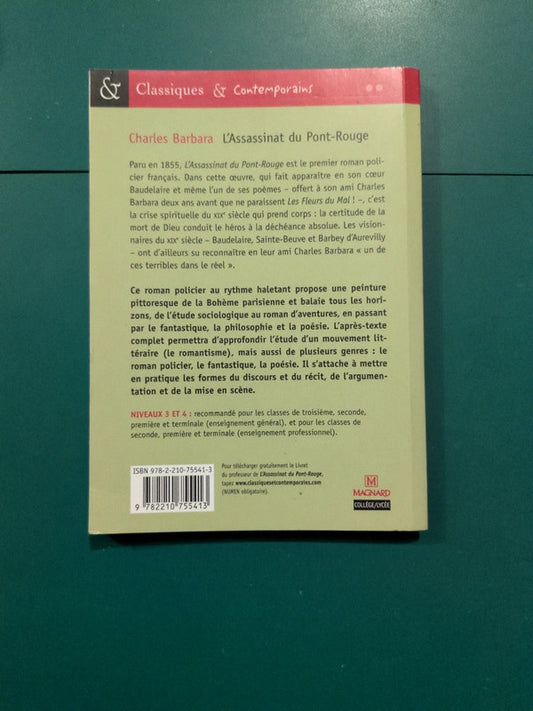 & Classiques & Contemporains
Charles Barbara L'Assassinat du Pont-Rouge
Paru en 1855, L'Assassinat du Pont-Rouge est le premier roman poli-
cier français. Dans cette œuvre, qui fait apparaître en son cœur
Baudelaire et même l'un de ses poèmes – offert à son ami Charles
Barbara deux ans avant que ne paraissent Les Fleurs du Mal ! –, c'est
la crise spirituelle du XIXe siècle qui prend corps : la certitude de la
mort de Dieu conduit le héros à la déchéance absolue. Les vision-
naires du XIXe siècle – Baudelaire, Sainte-Beuve et Barbey d'Aurevilly
– ont d'ailleurs su reconnaître en leur ami Charles Barbara « un de
ces terribles dans le réel ».
Ce roman policier au rythme haletant propose une peinture
pittoresque de la Bohème parisienne et balaie tous les hori-
zons, de l'étude sociologique au roman d'aventures, en passant
par le fantastique, la philosophie et la poésie. L'après-texte
complet permettra d'approfondir l'étude d'un mouvement lit-
téraire (le romantisme), mais aussi de plusieurs genres : le
roman policier, le fantastique, la poésie. Il s'attache à mettre
en pratique les formes du discours et du récit, de l'argumen-
tation et de la mise en scène.
NIVEAUX 3 ET 4 : recommandé pour les classes de troisième, seconde,
première et terminale (enseignement général), et pour les classes de
seconde, première et terminale (enseignement professionnel).
ISBN 978-2-210-75541-3
9 782210 755413
Pour télécharger gratuitement le Livret
du professeur de L'Assassinat du Pont-Rouge,
tapez www.classiquesetcontemporains.com
(NUMEN obligatoire).
M
MAGNARD
COLLÈGE/LYCÉE